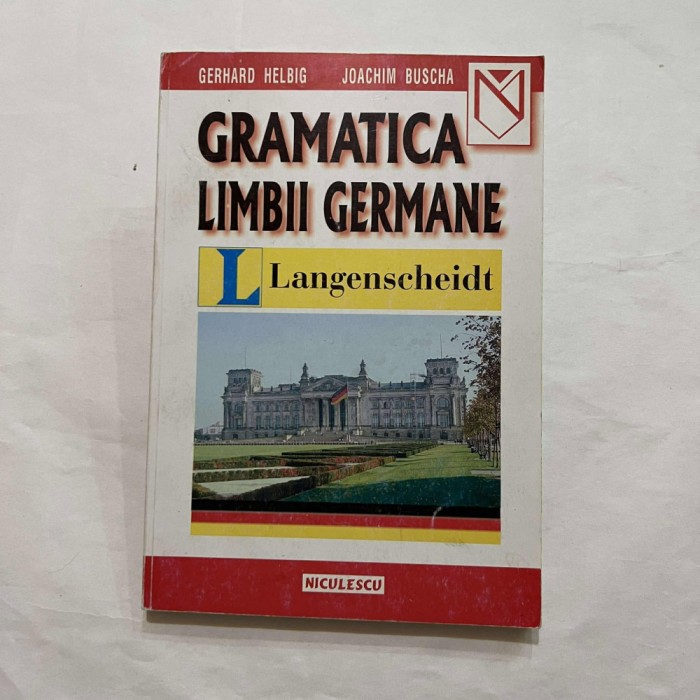 GERHARD HELBIG JOACHIM BUSCHA
GRAMATICA
LIMBII GERMANE
L Langenscheidt
NICULESCU